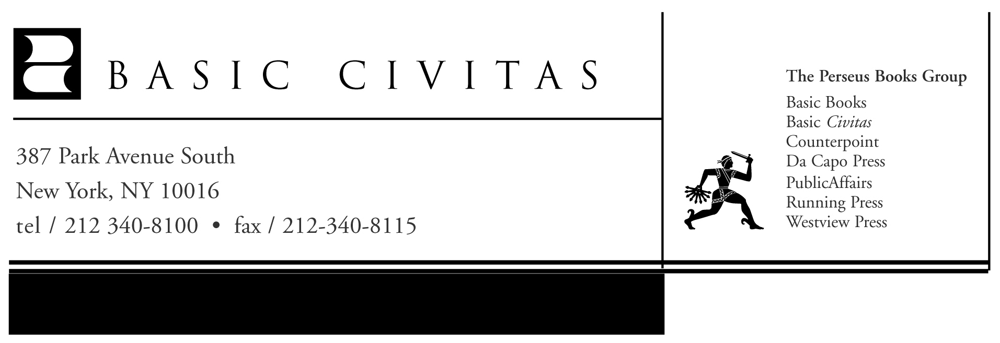 BASIC CIVITAS
387 Park Avenue South
New York, NY 10016
tel / 212 340-8100 • fax / 212-340-8115
The Perseus Books Group
Basic Books
Basic Civitas
Counterpoint
Da Capo Press
PublicAffairs
Running Press
Westview Press